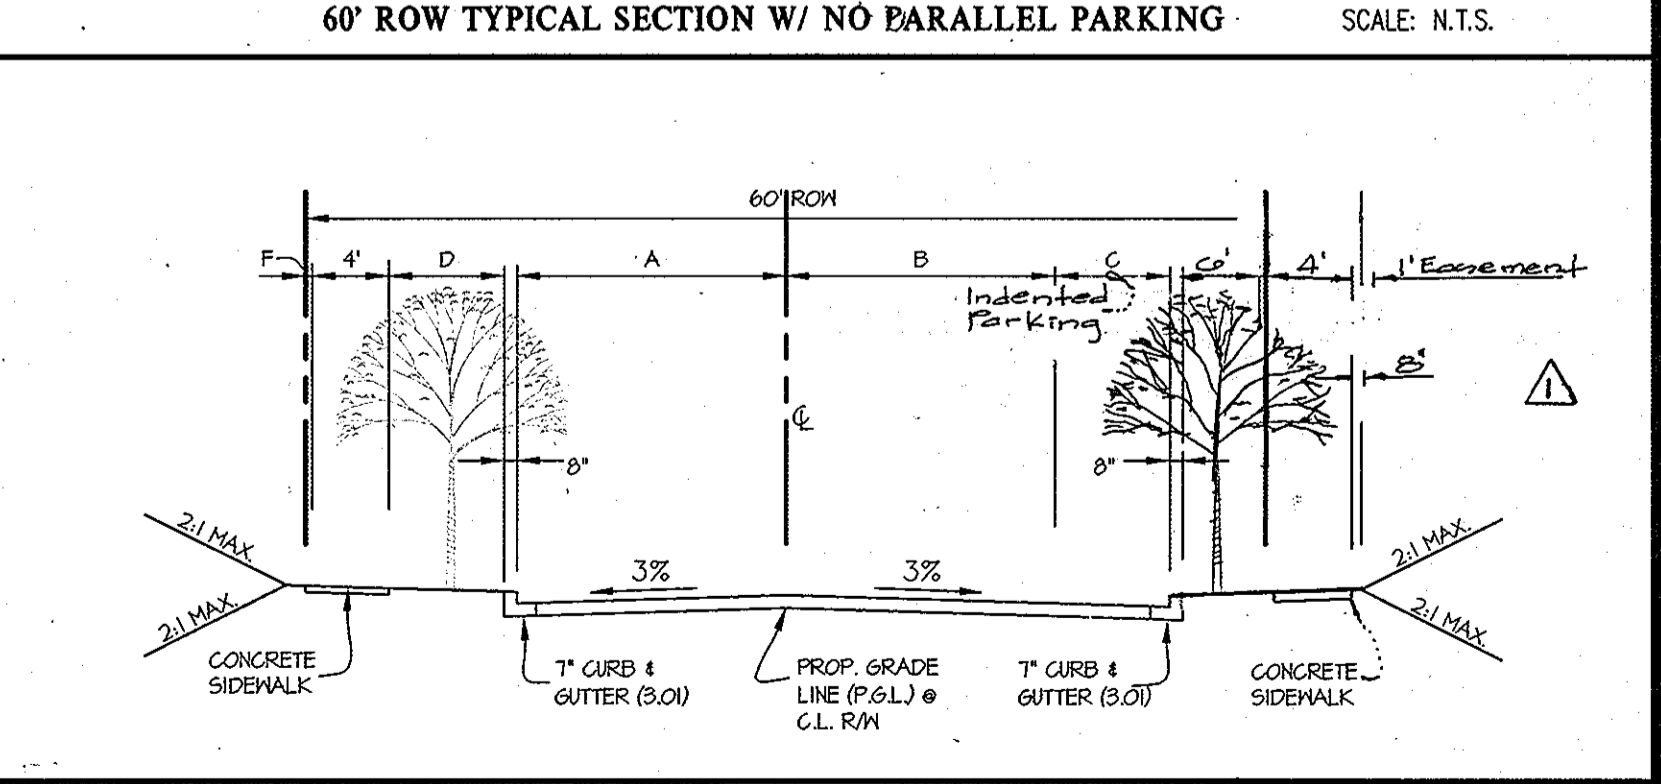 60' ROW TYPICAL SECTION W/ NO PARALLEL PARKING
SCALE: N.T.S.
60' ROW
F 4' D A B C 6' 4' 1' Easement
Indented
Parking
8'
1
℄
8"
8"
2:1 MAX.
2:1 MAX.
3%
3%
2:1 MAX.
2:1 MAX.
CONCRETE
SIDEWALK
7" CURB &
GUTTER (3.01)
PROP. GRADE
LINE (P.G.L.) @
C.L. R/W
7" CURB &
GUTTER (3.01)
CONCRETE
SIDEWALK